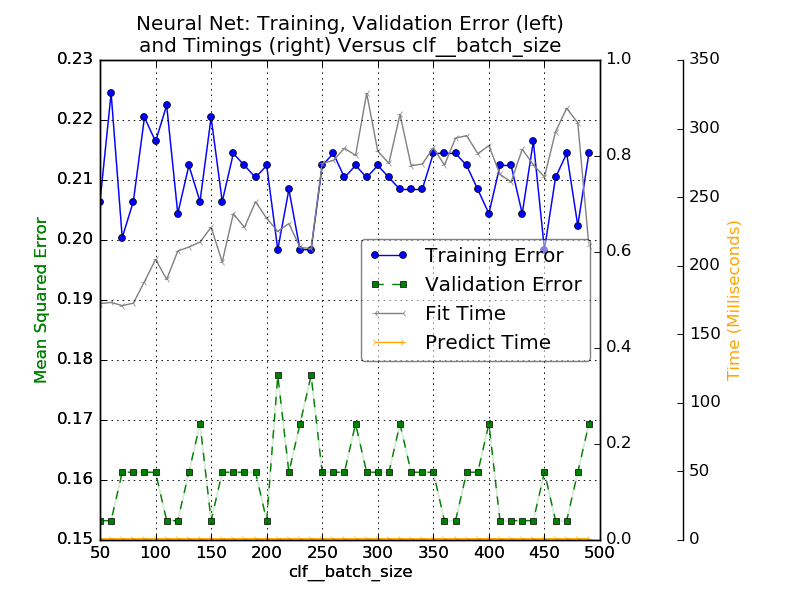 Neural Net: Training, Validation Error (left)
and Timings (right) Versus clf__batch_size
0.23
0.22
0.21
0.20
0.19
0.18
0.17
0.16
0.15
Mean Squared Error
50 100 150 200 250 300 350 400 450 500
clf__batch_size
1.0
0.8
0.6
0.4
0.2
0.0
350
300
250
200
150
100
50
0
Time (Milliseconds)
Training Error
Validation Error
Fit Time
Predict Time